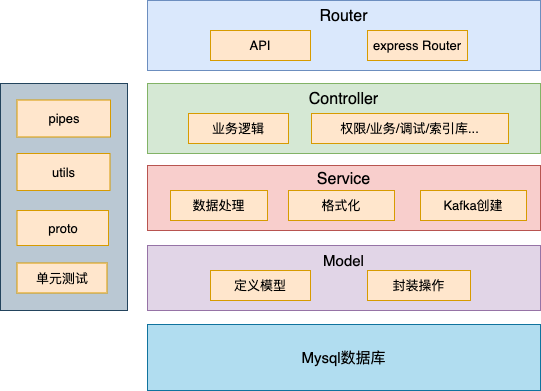 Router
API
express Router
pipes
utils
proto
单元测试
Controller
业务逻辑
权限/业务/调试/索引库...
Service
数据处理
格式化
Kafka创建
Model
定义模型
封装操作
Mysql数据库